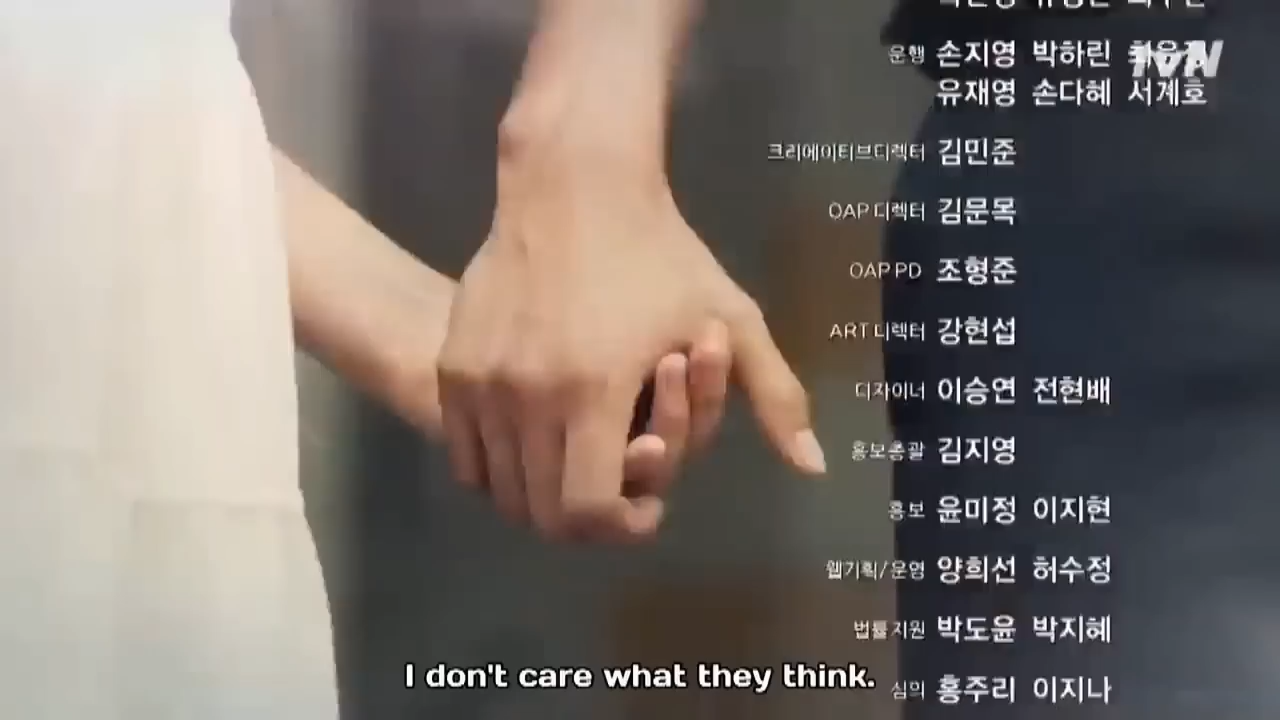 운행 손지영 박하린
tvN
유재영 손다혜 서계호
크리에이티브디렉터 김민준
OAP 디렉터 김문목
OAP PD 조형준
ART 디렉터 강현섭
디자이너 이승연 전현배
홍보총괄 김지영
홍보 윤미정 이지현
웹기획/운영 양희선 허수정
법률지원 박도윤 박지혜
I don't care what they think.
심의 홍주리 이지나